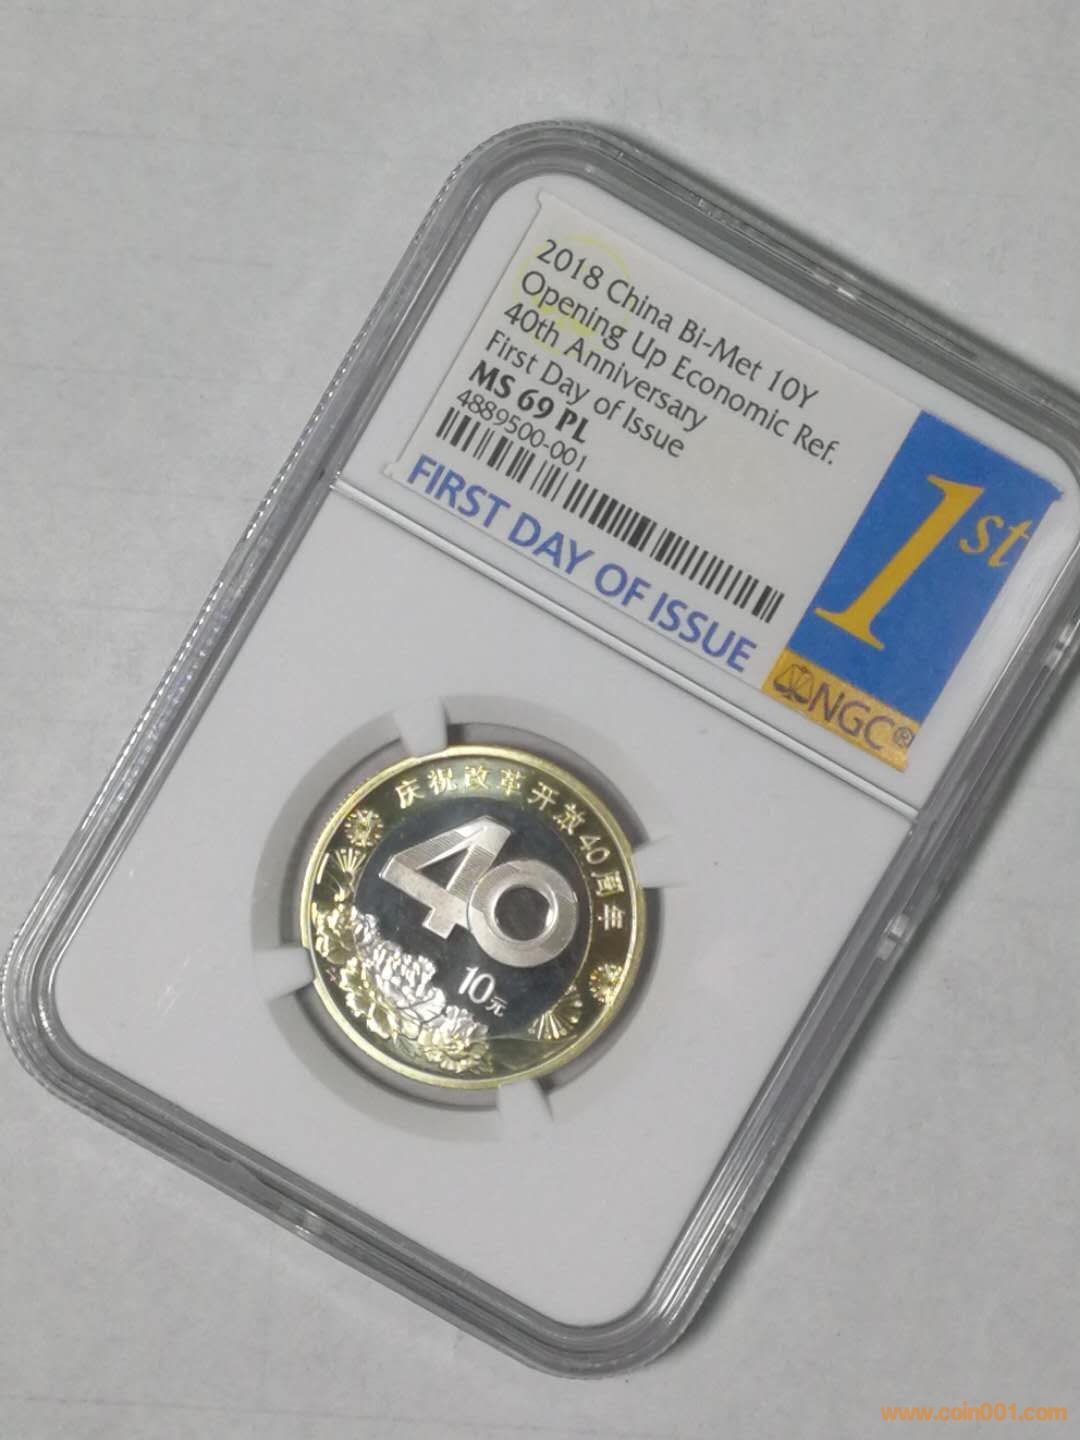 2018 China Bi-Met 10Y
Opening Up Economic Ref.
40th Anniversary
First Day of Issue
MS 69 PL
4889500-001
FIRST DAY OF ISSUE
1st
NGC®
庆祝改革开放40周年
40
10元
www.coin001.com